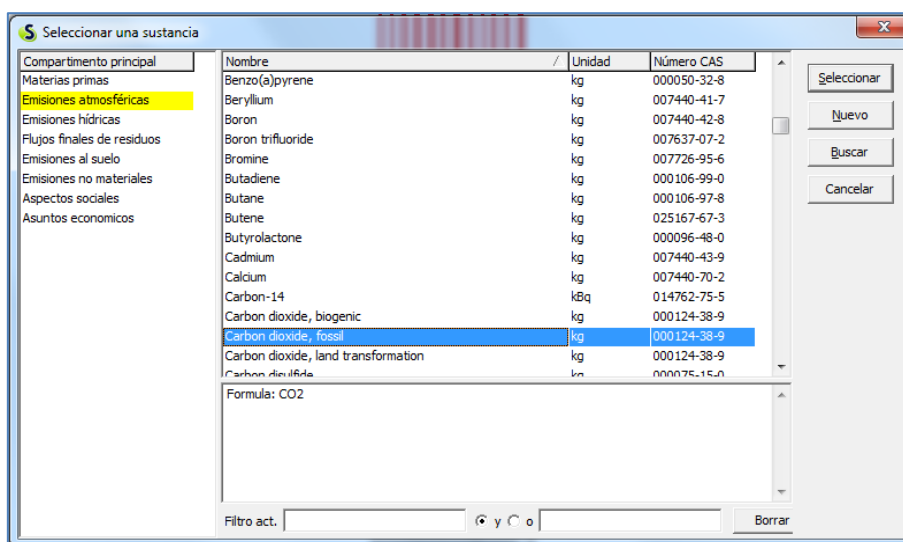 Seleccionar una sustancia
Compartimento principal
Materias primas
Emisiones atmosféricas
Emisiones hídricas
Flujos finales de residuos
Emisiones al suelo
Emisiones no materiales
Aspectos sociales
Asuntos economicos
Nombre / Unidad Número CAS
Benzo(a)pyrene kg 000050-32-8
Beryllium kg 007440-41-7
Boron kg 007440-42-8
Boron trifluoride kg 007637-07-2
Bromine kg 007726-95-6
Butadiene kg 000106-99-0
Butane kg 000106-97-8
Butene kg 025167-67-3
Butyrolactone kg 000096-48-0
Cadmium kg 007440-43-9
Calcium kg 007440-70-2
Carbon-14 kBq 014762-75-5
Carbon dioxide, biogenic kg 000124-38-9
Carbon dioxide, fossil kg 000124-38-9
Carbon dioxide, land transformation kg 000124-38-9
Carbon disulfide kg 000075-15-0
Formula: CO2
Filtro act. y o Borrar
Seleccionar
Nuevo
Buscar
Cancelar